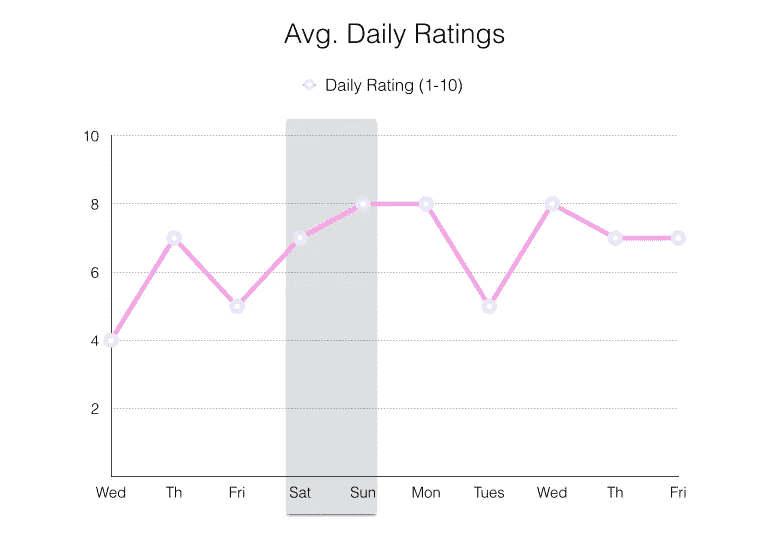 Avg. Daily Ratings
Daily Rating (1-10)
10
8
6
4
2
Wed Th Fri Sat Sun Mon Tues Wed Th Fri